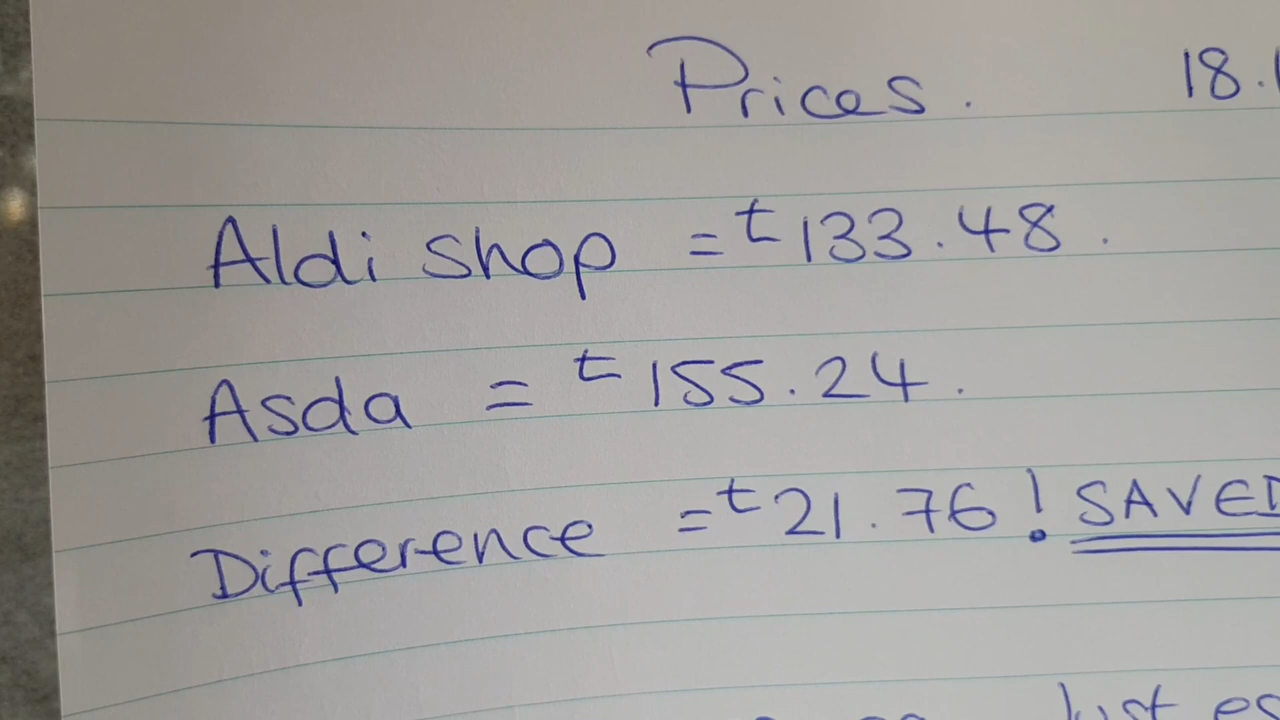 Prices. 18.
Aldi shop = £133.48.
Asda = £155.24.
Difference = £21.76! SAVED